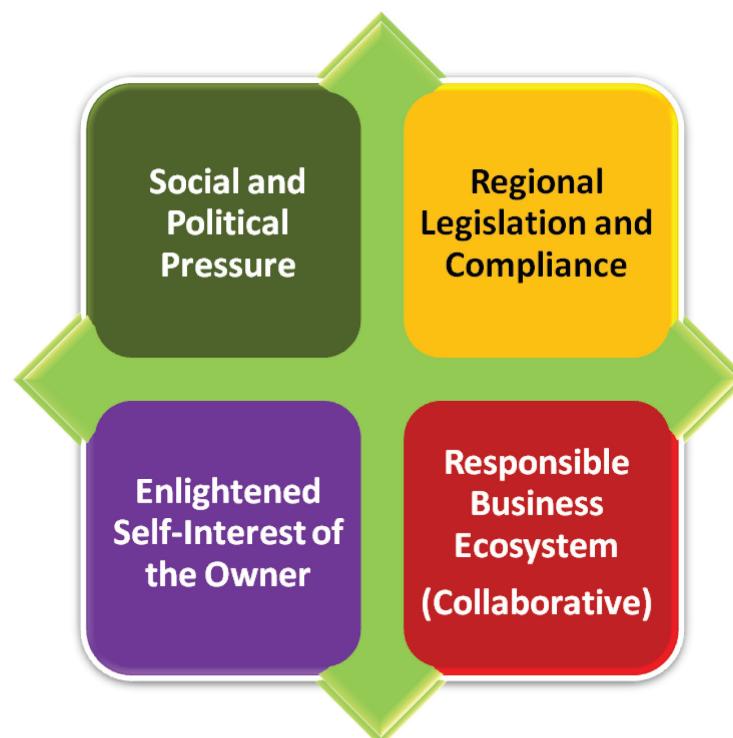 Social and
Political
Pressure
Regional
Legislation and
Compliance
Enlightened
Self-Interest of
the Owner
Responsible
Business
Ecosystem
(Collaborative)